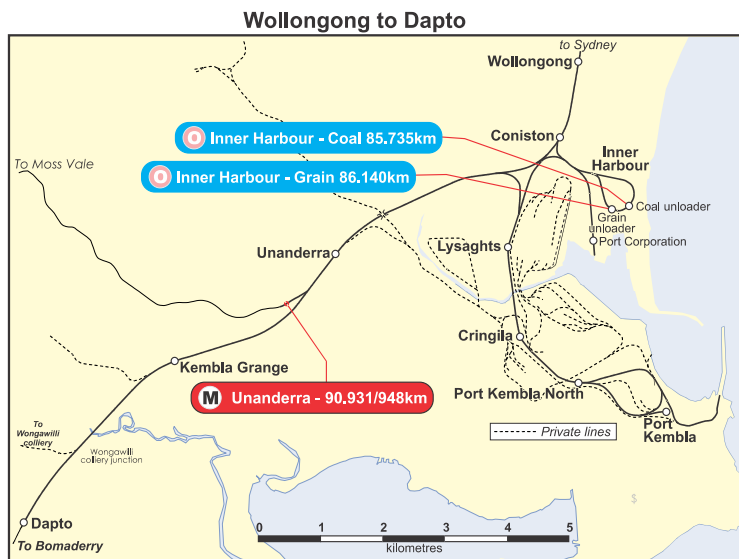 Wollongong to Dapto
to Sydney
Wollongong
Coniston
Inner
Harbour
O Inner Harbour - Coal 85.735km
O Inner Harbour - Grain 86.140km
To Moss Vale
Coal unloader
Grain
unloader
Port Corporation
Unanderra
Lysaghts
Cringila
Kembla Grange
M Unanderra - 90.931/948km
Port Kembla North
Port
Kembla
Private lines
To
Wongawilli
colliery
Wongawilli
colliery junction
$
Dapto
To Bomaderry
0 1 2 3 4 5
kilometres